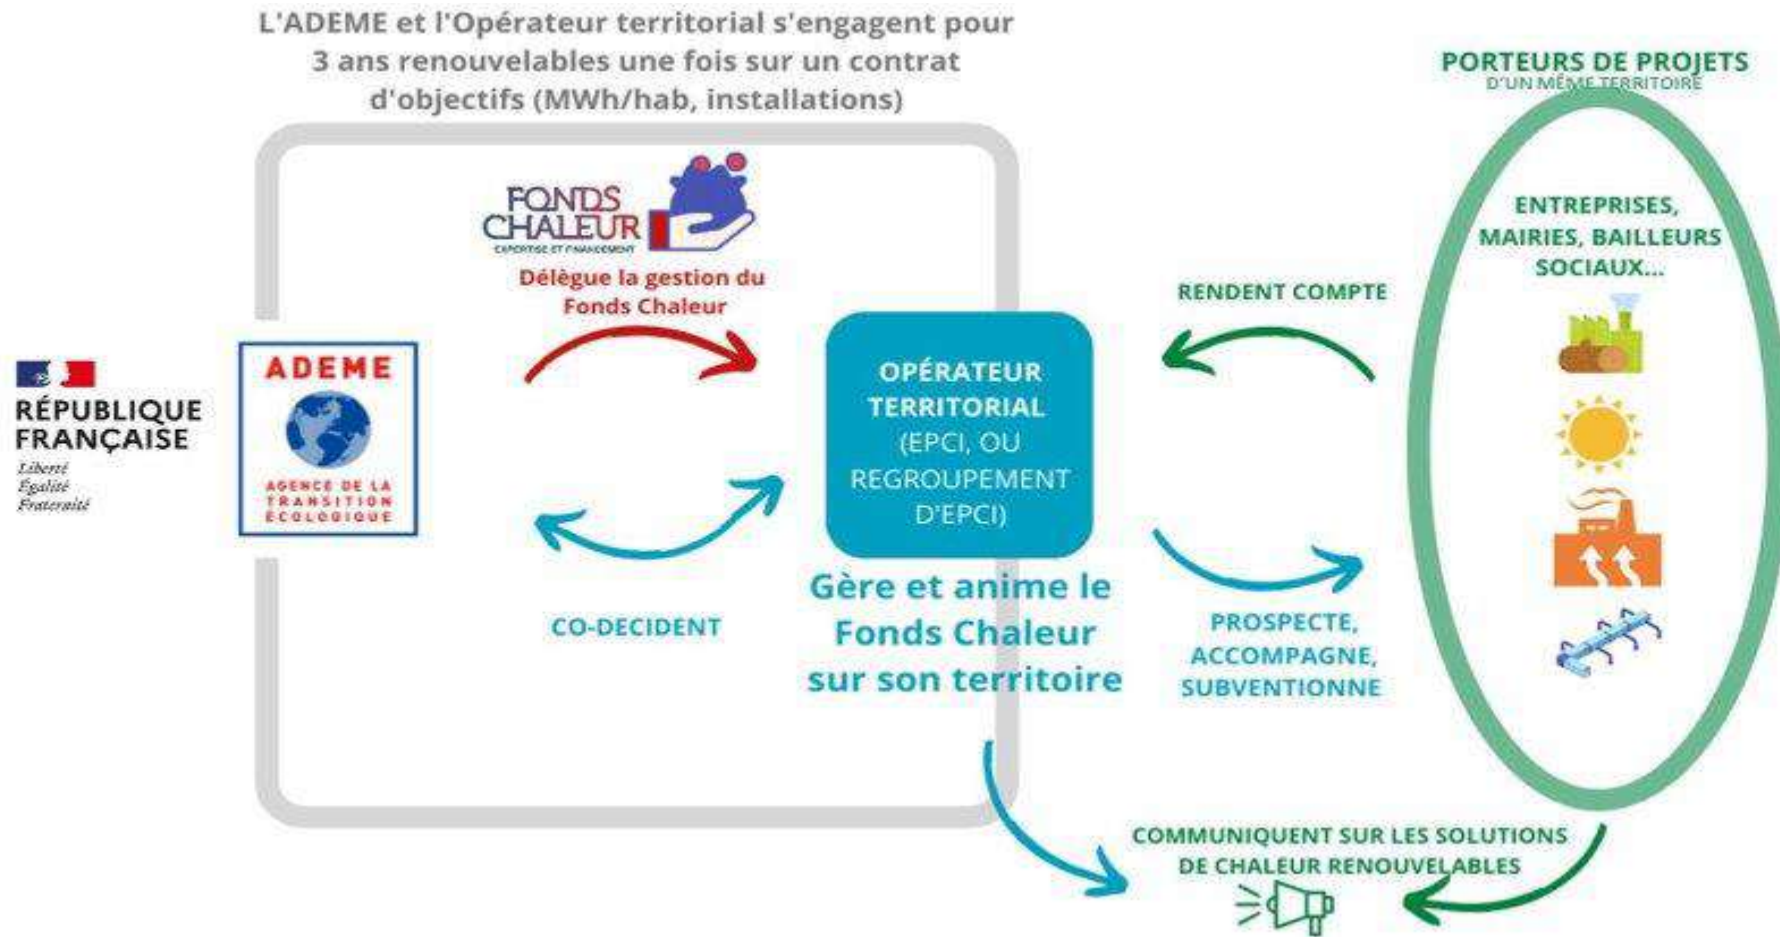 L'ADEME et l'Opérateur territorial s'engagent pour
3 ans renouvelables une fois sur un contrat
d'objectifs (MWh/hab, installations)
PORTEURS DE PROJETS
D'UN MÊME TERRITOIRE
FONDS
CHALEUR
EXPERTISE ET FINANCEMENT
Délègue la gestion du
Fonds Chaleur
ENTREPRISES,
MAIRIES, BAILLEURS
SOCIAUX...
RENDENT COMPTE
RÉPUBLIQUE
FRANÇAISE
Liberté
Égalité
Fraternité
ADEME
AGENCE DE LA
TRANSITION
ÉCOLOGIQUE
OPÉRATEUR
TERRITORIAL
(EPCI, OU
REGROUPEMENT
D'EPCI)
CO-DECIDENT
Gère et anime le
Fonds Chaleur
sur son territoire
PROSPECTE,
ACCOMPAGNE,
SUBVENTIONNE
COMMUNIQUENT SUR LES SOLUTIONS
DE CHALEUR RENOUVELABLES